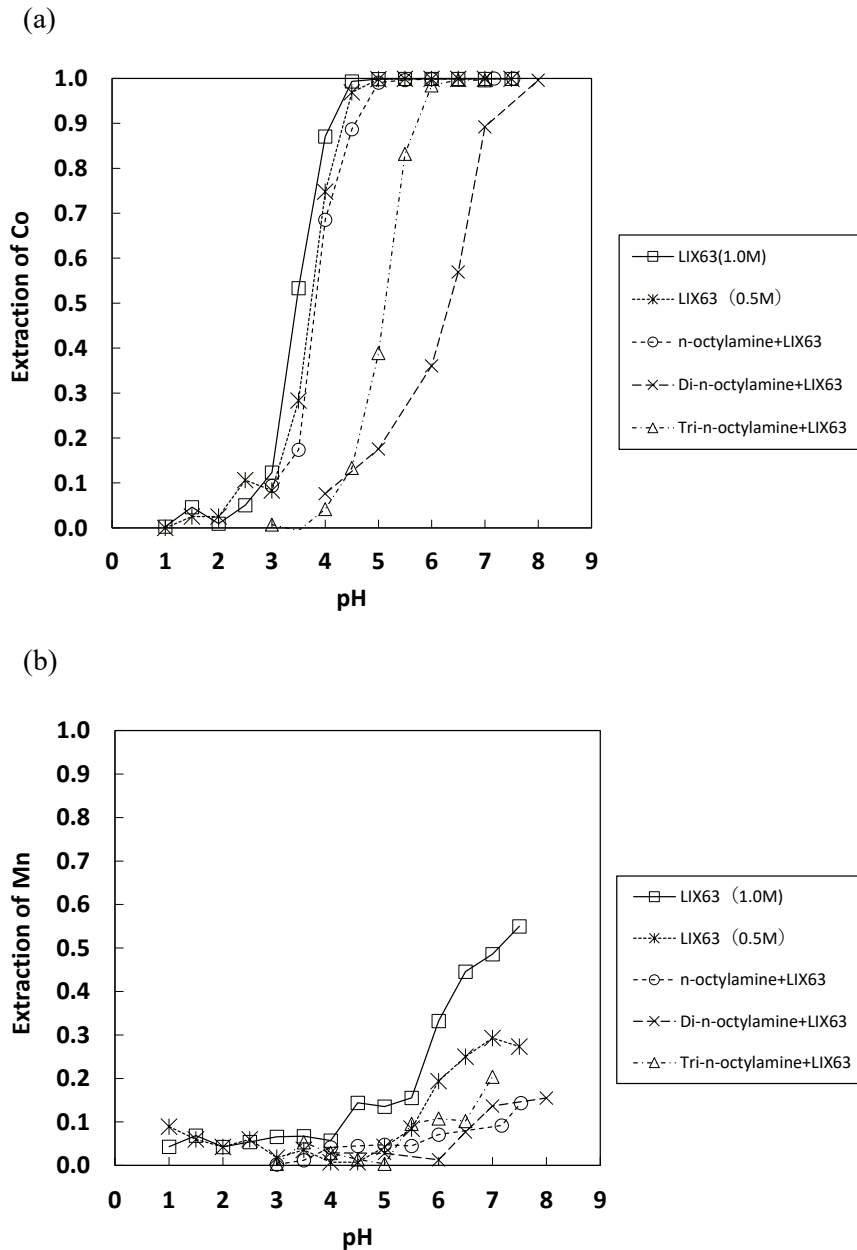 (a)
1.0
0.9
0.8
0.7
0.6
0.5
0.4
0.3
0.2
0.1
0.0
0 1 2 3 4 5 6 7 8 9
pH
Extraction of Co
LIX63(1.0M)
LIX63（0.5M）
n-octylamine+LIX63
Di-n-octylamine+LIX63
Tri-n-octylamine+LIX63
(b)
1.0
0.9
0.8
0.7
0.6
0.5
0.4
0.3
0.2
0.1
0.0
0 1 2 3 4 5 6 7 8 9
pH
Extraction of Mn
LIX63（1.0M)
LIX63（0.5M）
n-octylamine+LIX63
Di-n-octylamine+LIX63
Tri-n-octylamine+LIX63